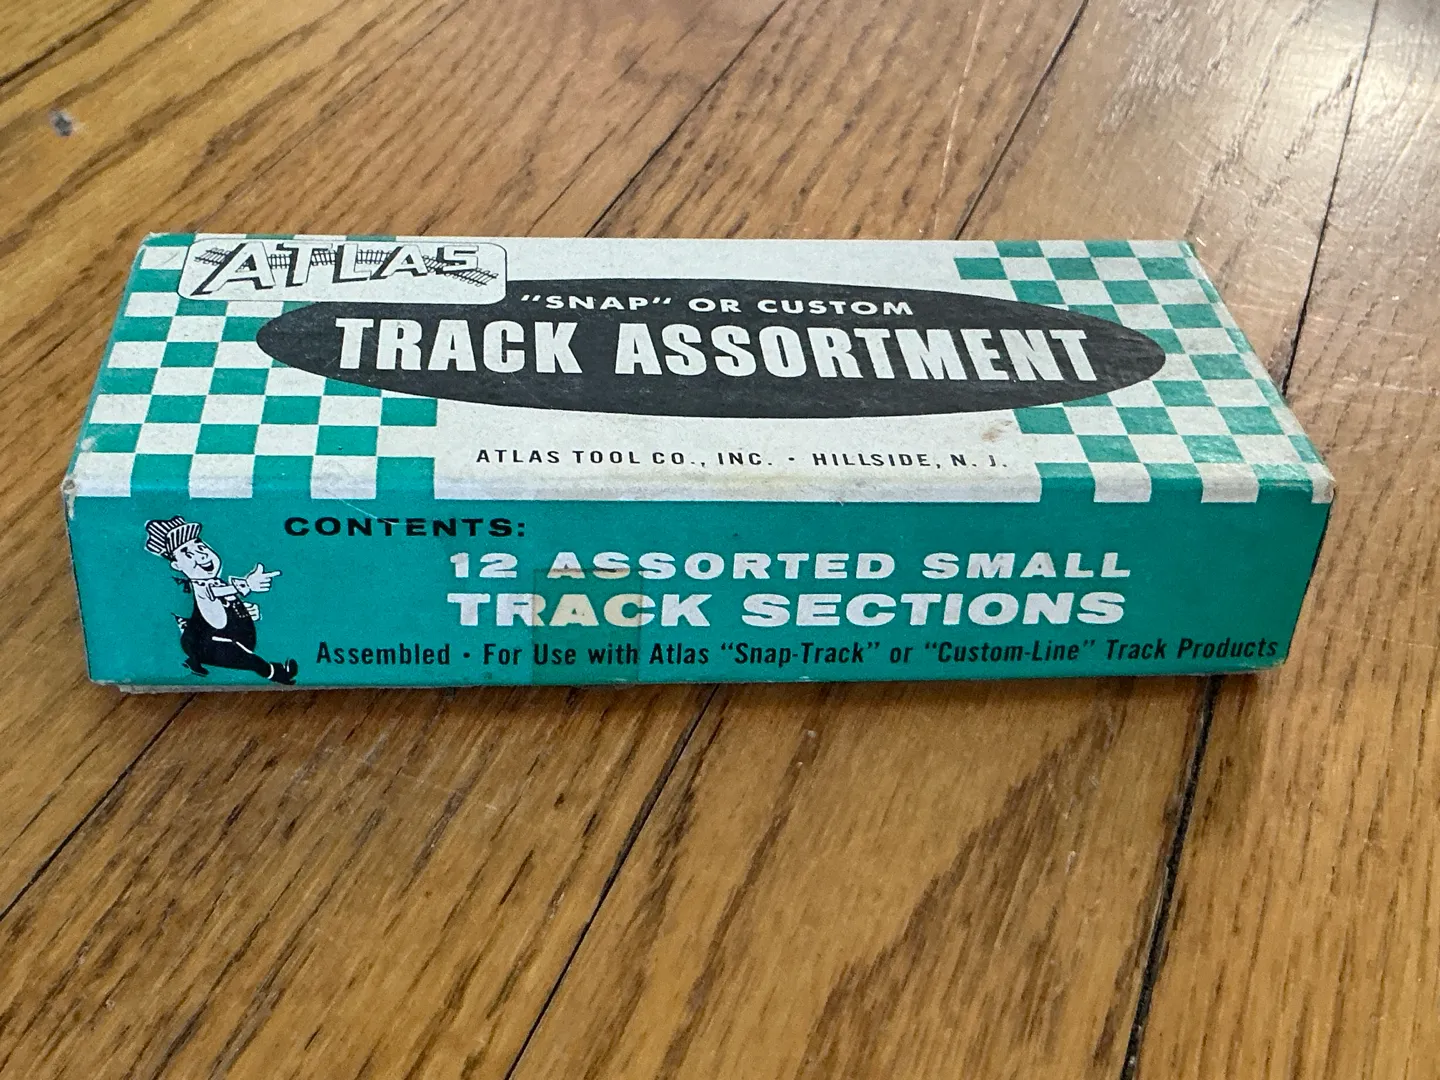 ATLAS
"SNAP" OR CUSTOM
TRACK ASSORTMENT
ATLAS TOOL CO., INC. · HILLSIDE, N. J.
CONTENTS:
12 ASSORTED SMALL
TRACK SECTIONS
Assembled · For Use with Atlas "Snap-Track" or "Custom-Line" Track Products